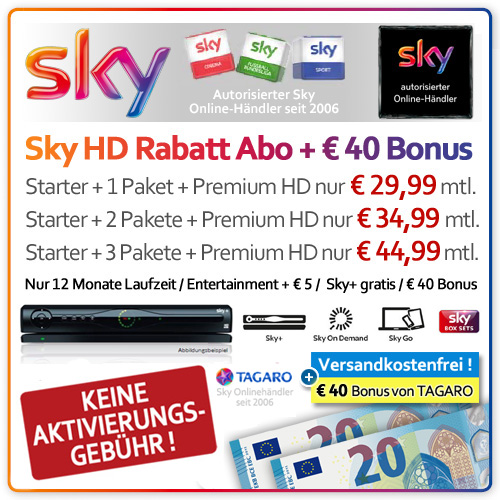 sky
sky
CINEMA
sky
FUSSBALL BUNDESLIGA
sky
SPORT
Autorisierter Sky
Online-Händler seit 2006
sky
autorisierter
Online-Händler
Sky HD Rabatt Abo + € 40 Bonus
Starter + 1 Paket + Premium HD nur € 29,99 mtl.
Starter + 2 Pakete + Premium HD nur € 34,99 mtl.
Starter + 3 Pakete + Premium HD nur € 44,99 mtl.
Nur 12 Monate Laufzeit / Entertainment + € 5 / Sky+ gratis / € 40 Bonus
sky
Abbildungsbeispiel
Sky+
Sky On Demand
Sky Go
sky
BOX SETS
KEINE
AKTIVIERUNGS-
GEBÜHR !
TAGARO
Sky Onlinehändler
seit 2006
+
Versandkostenfrei !
€ 40 Bonus von TAGARO
20
20